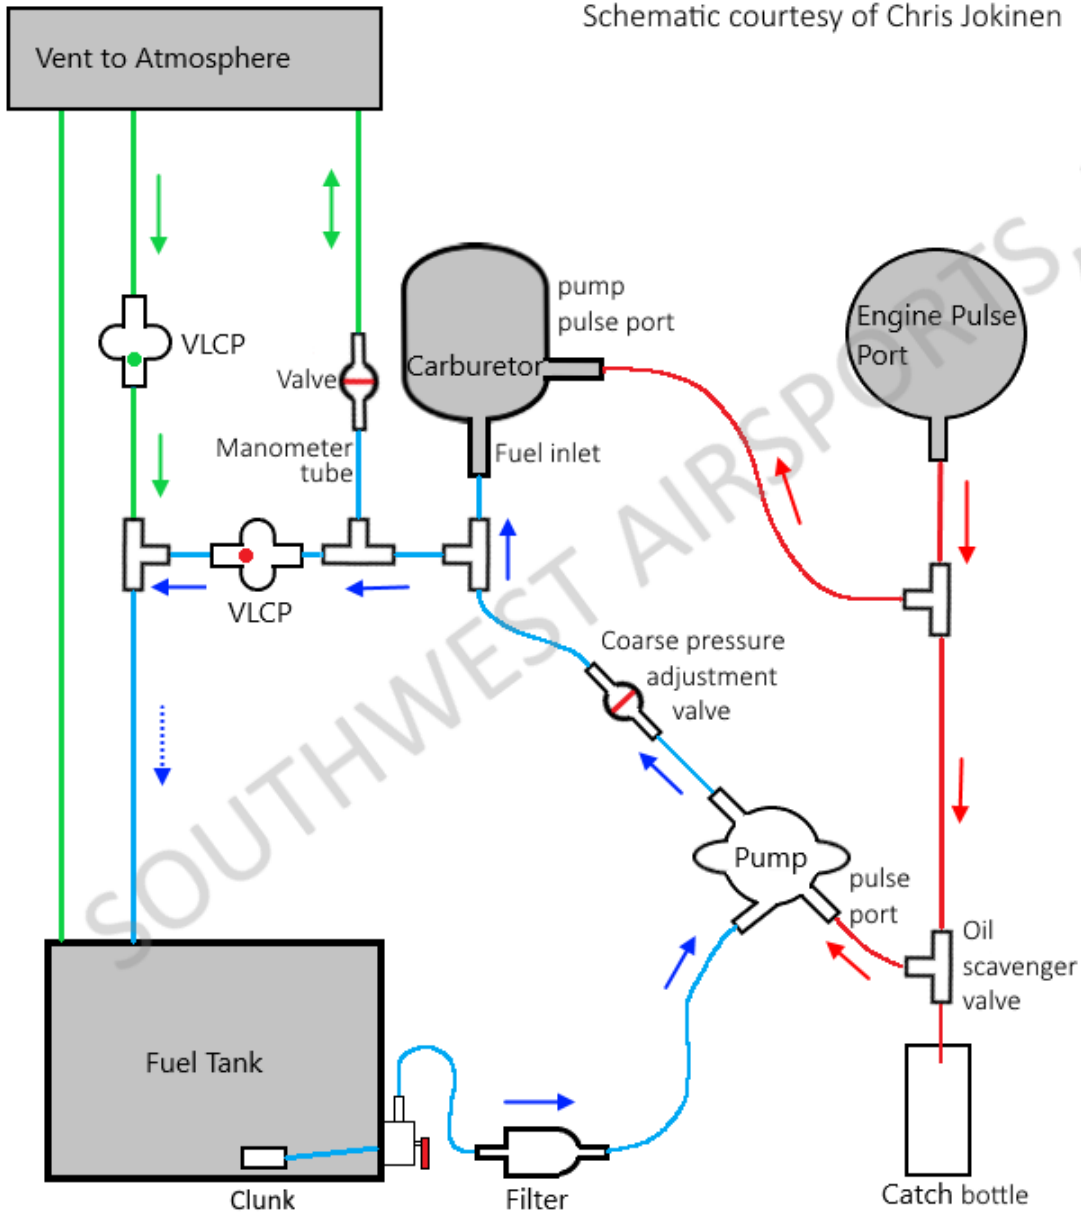 Schematic courtesy of Chris Jokinen
Vent to Atmosphere
VLCP
Valve
Manometer
tube
VLCP
pump
pulse port
Carburetor
Fuel inlet
Engine Pulse
Port
Coarse pressure
adjustment
valve
Pump
pulse
port
Oil
scavenger
valve
Fuel Tank
Clunk
Filter
Catch bottle
SOUTHWEST AIRSPORTS,